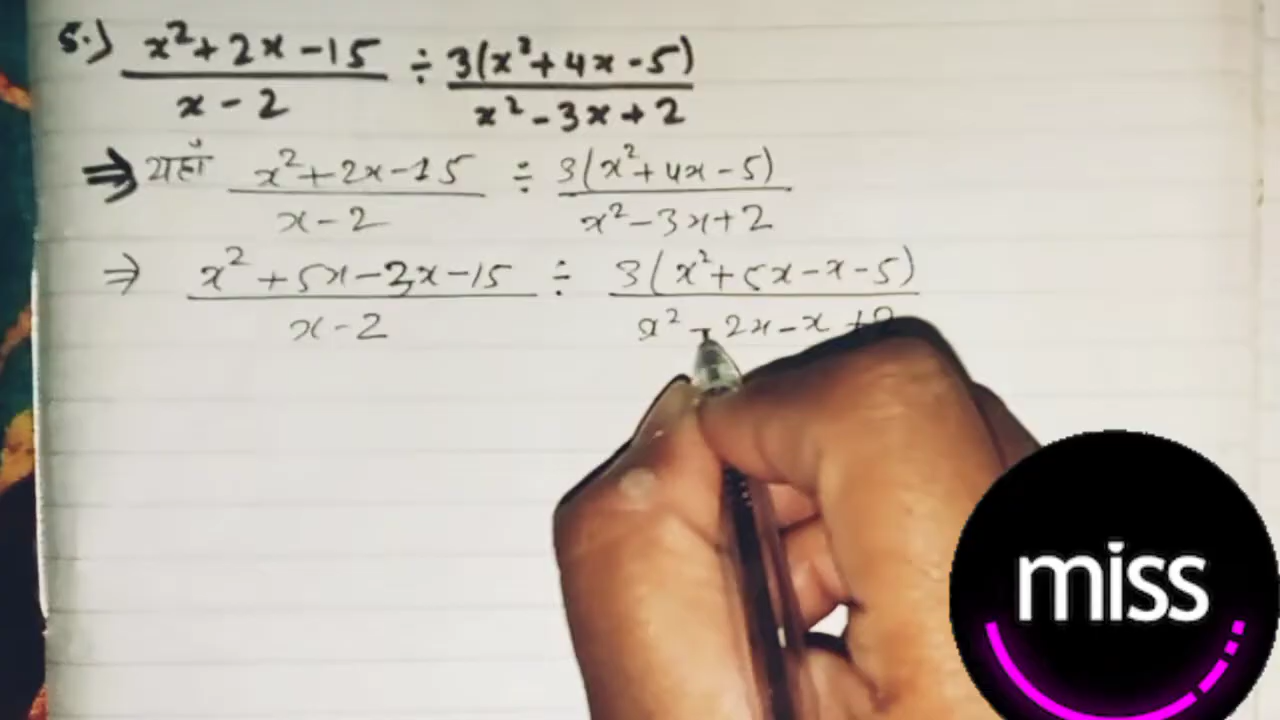 5.) x²+2x-15 ÷ 3(x²+4x-5)
x-2 x²-3x+2
⇒ यहाँ x²+2x-15 ÷ 3(x²+4x-5)
x-2 x²-3x+2
⇒ x²+5x-3x-15 ÷ 3(x²+5x-x-5)
x-2 x²-2x-x+2
miss